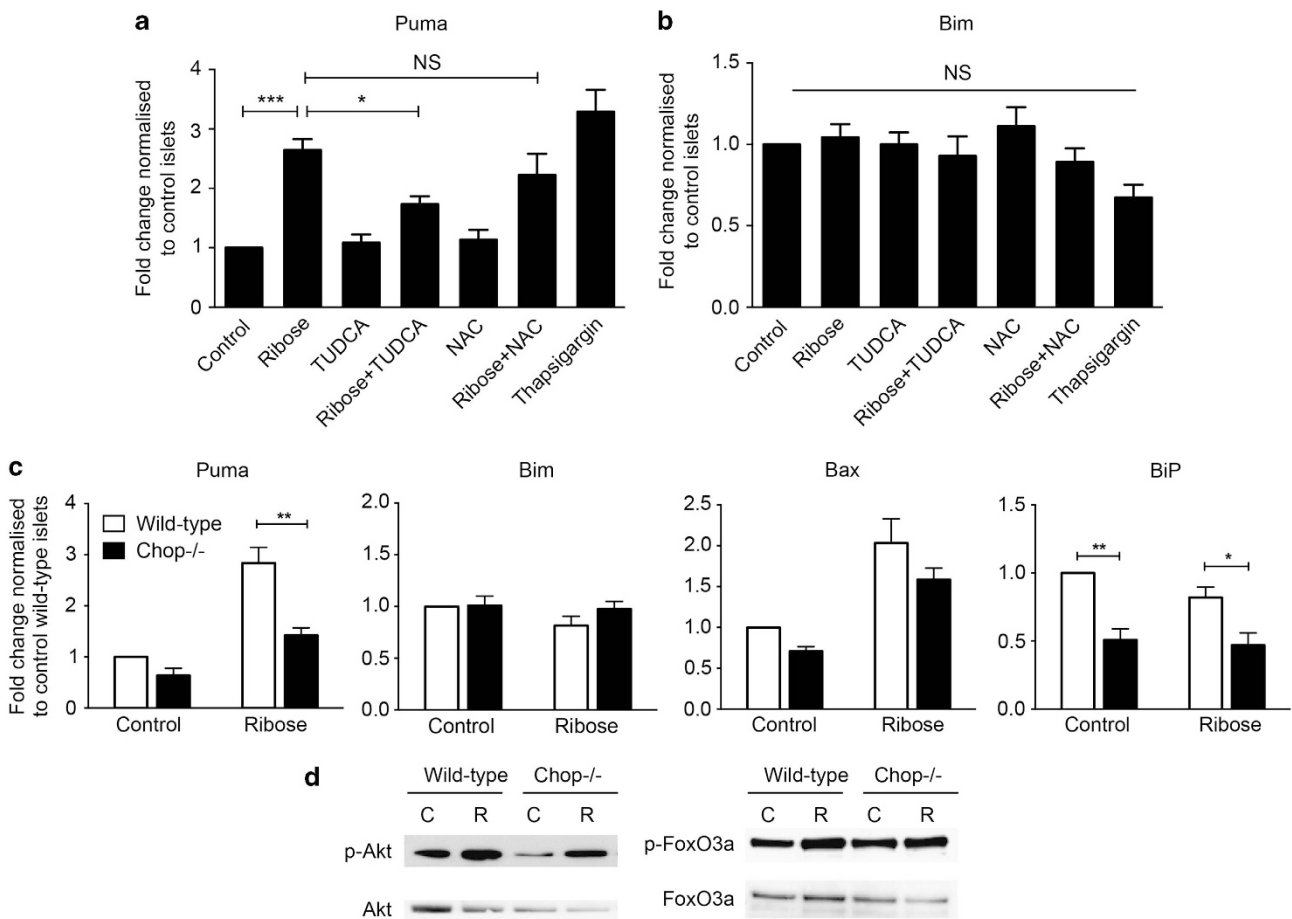 a
Puma
Fold change normalised
to control islets
4
3
2
1
0
NS
***
*
Control
Ribose
TUDCA
Ribose+TUDCA
NAC
Ribose+NAC
Thapsigargin
b
Bim
Fold change normalised
to control islets
1.5
1.0
0.5
0.0
NS
Control
Ribose
TUDCA
Ribose+TUDCA
NAC
Ribose+NAC
Thapsigargin
c
Puma
Fold change normalised
to control wild-type islets
4
3
2
1
0
Wild-type
Chop-/-
**
Control
Ribose
Bim
2.0
1.5
1.0
0.5
0.0
Control
Ribose
Bax
2.5
2.0
1.5
1.0
0.5
0.0
Control
Ribose
BiP
1.5
1.0
0.5
0.0
**
*
Control
Ribose
d
Wild-type Chop-/-
C R C R
p-Akt
Akt
Wild-type Chop-/-
C R C R
p-FoxO3a
FoxO3a